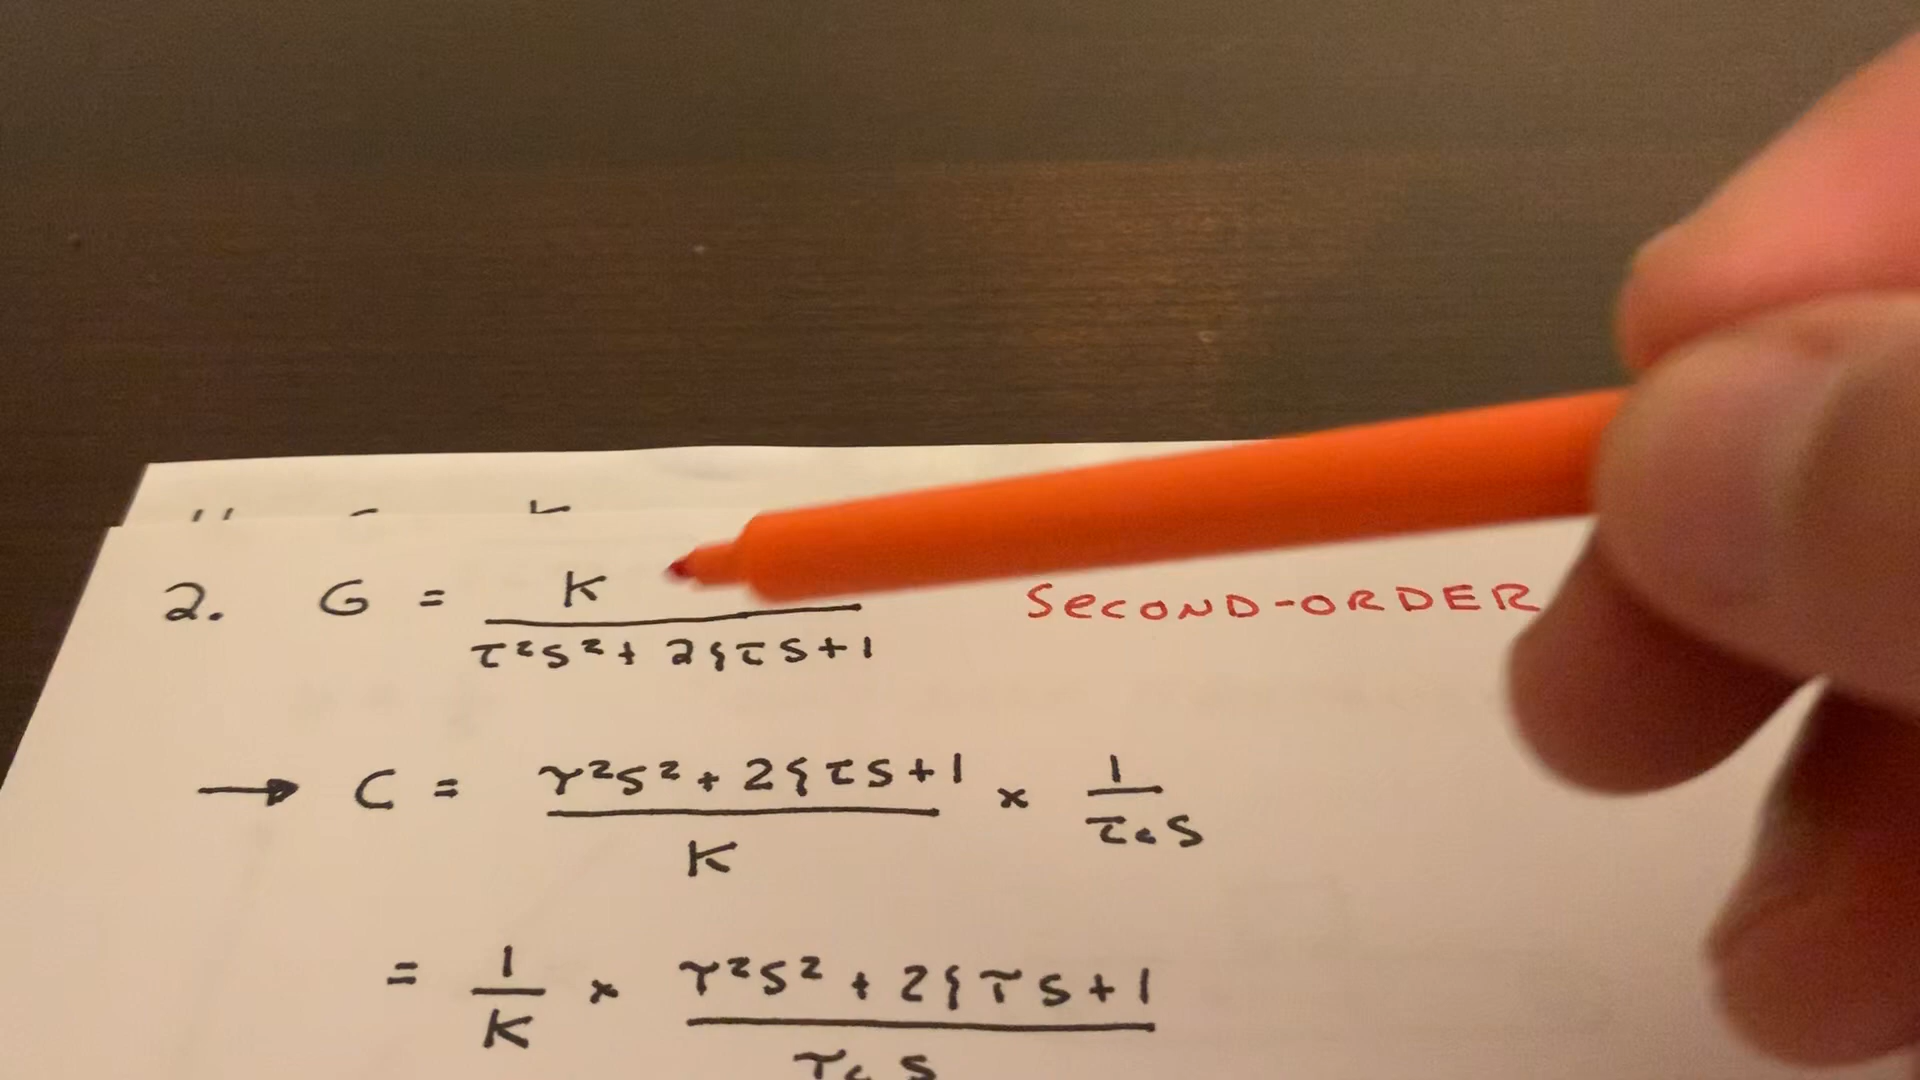 2. G = K / τ²s² + 2ζτs+1 SECOND-ORDER
→ C = τ²s² + 2ζτs+1 / K × 1 / τcs
= 1 / K × τ²s² + 2ζτs+1 / τcs